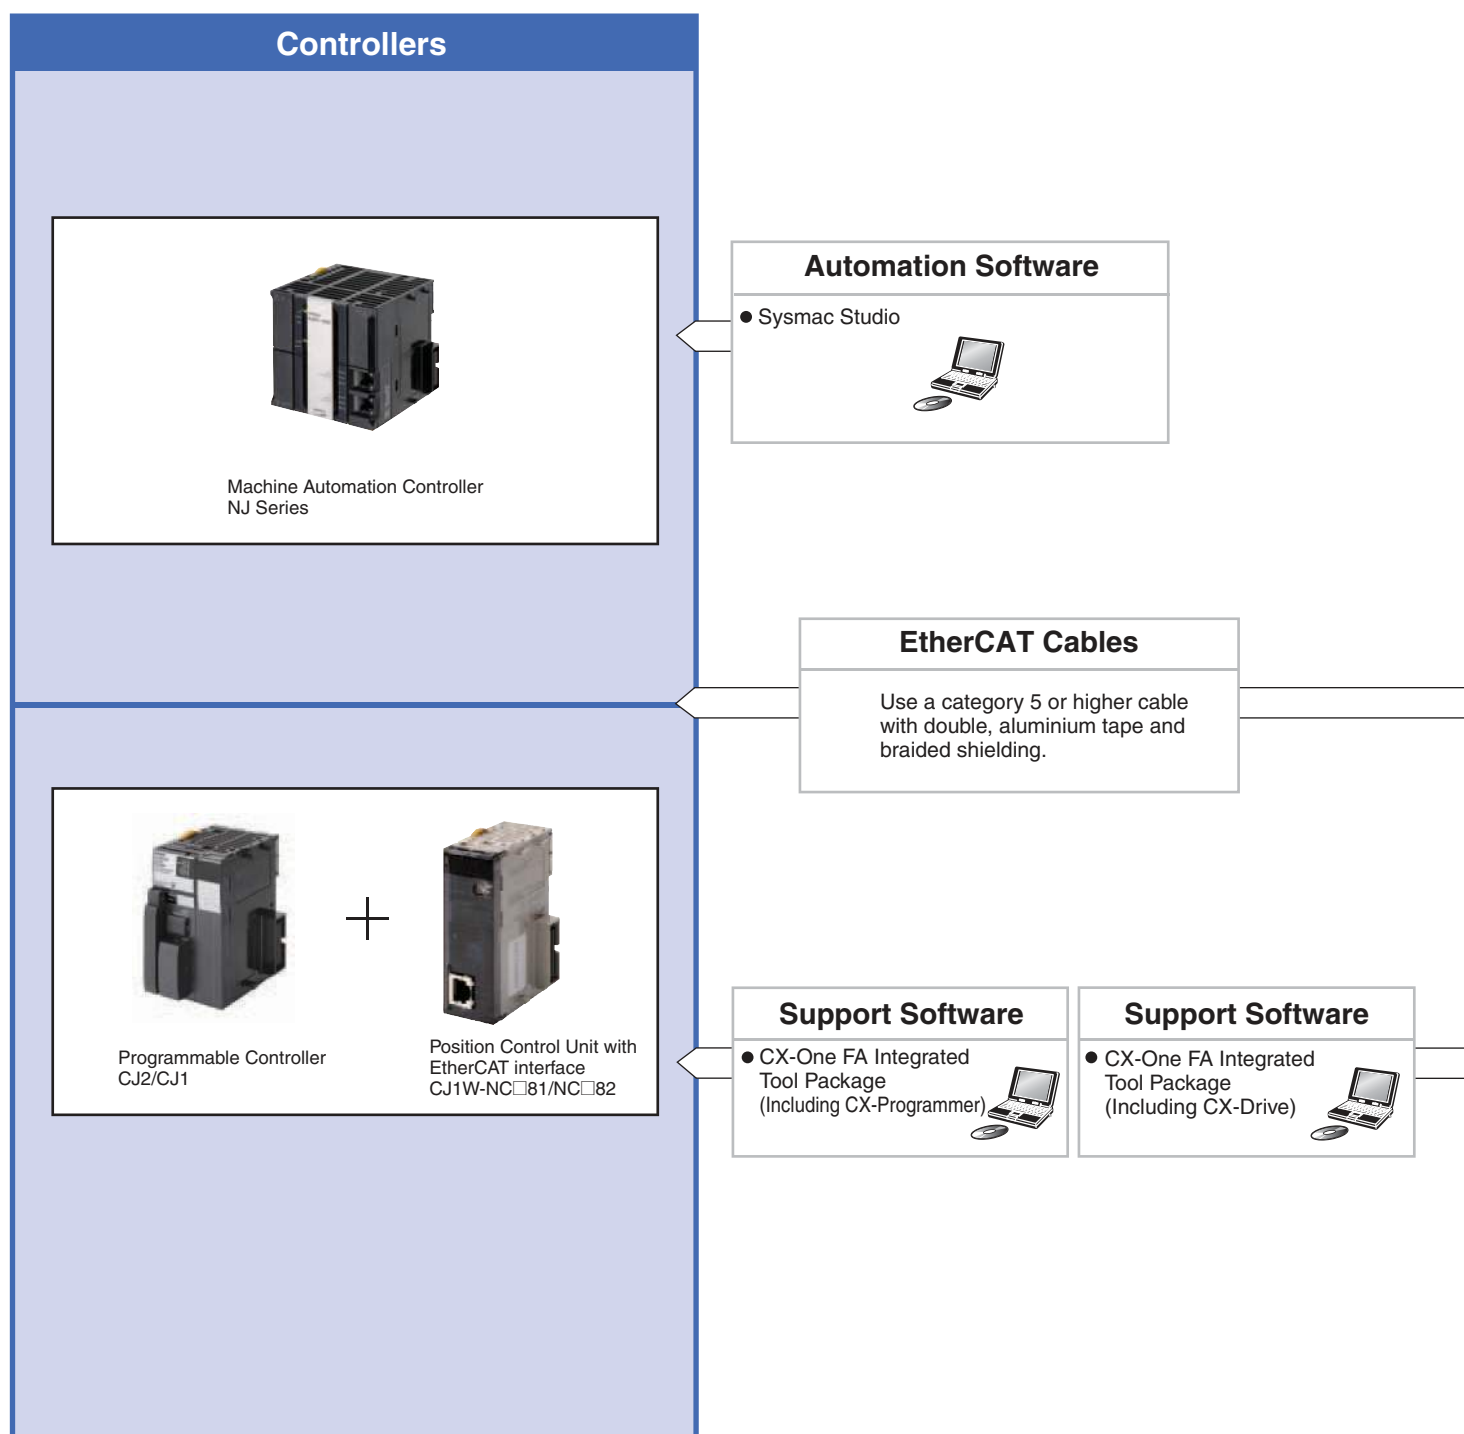 Controllers
Machine Automation Controller
NJ Series
Automation Software
● Sysmac Studio
EtherCAT Cables
Use a category 5 or higher cable
with double, aluminium tape and
braided shielding.
Programmable Controller
CJ2/CJ1
Position Control Unit with
EtherCAT interface
CJ1W-NC□81/NC□82
Support Software
● CX-One FA Integrated
Tool Package
(Including CX-Programmer)
Support Software
● CX-One FA Integrated
Tool Package
(Including CX-Drive)